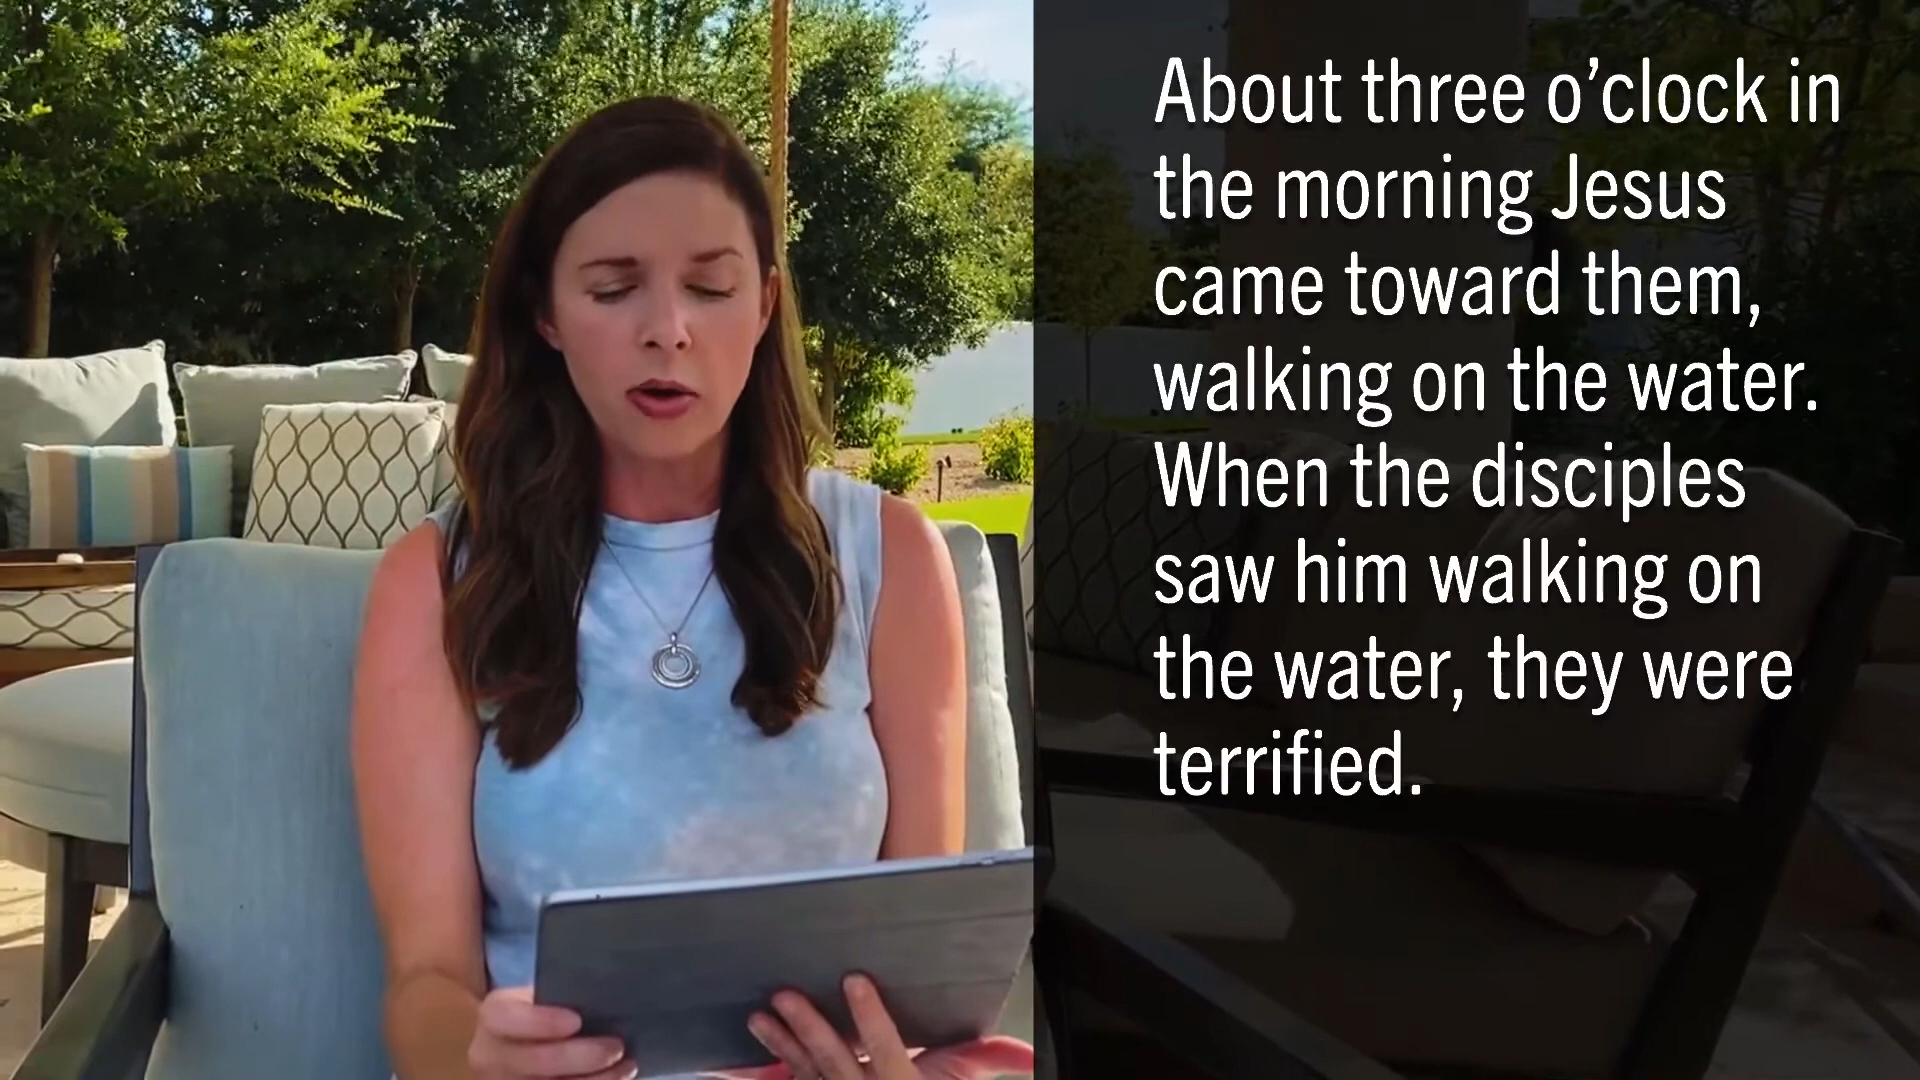 About three o’clock in
the morning Jesus
came toward them,
walking on the water.
When the disciples
saw him walking on
the water, they were
terrified.